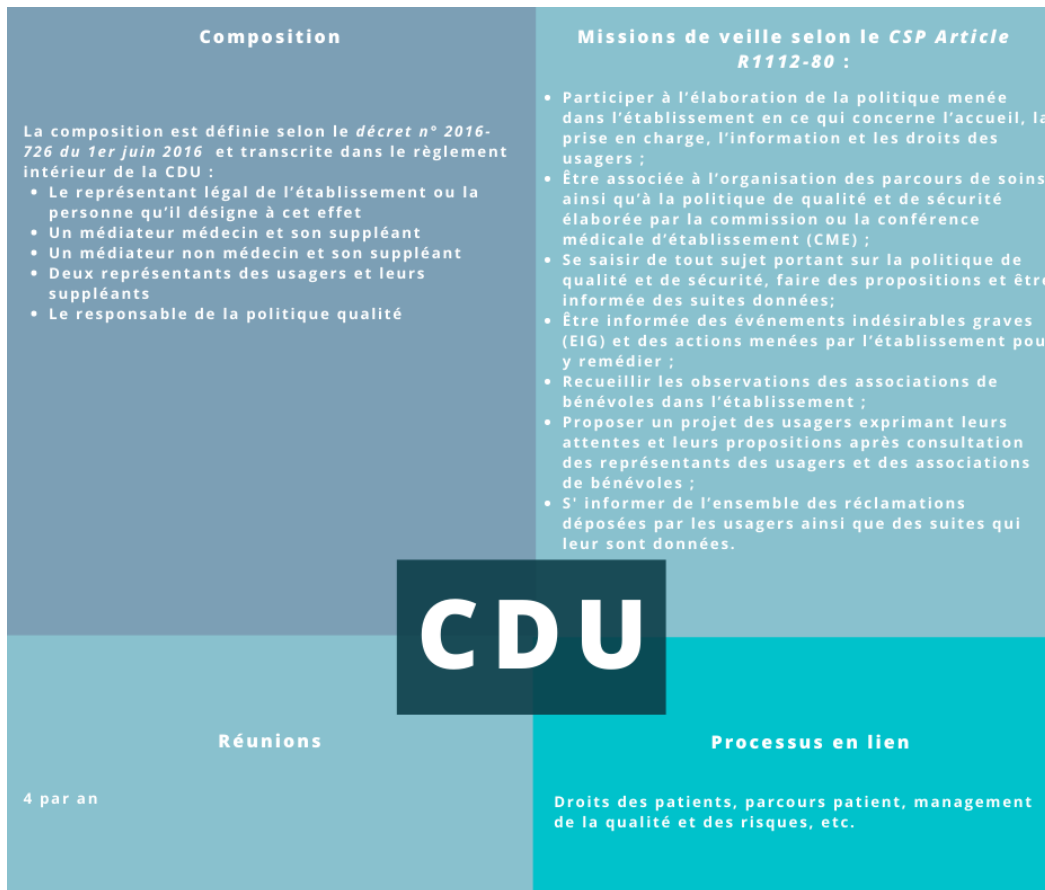 Composition
La composition est définie selon le décret n° 2016-
726 du 1er juin 2016 et transcrite dans le règlement
intérieur de la CDU :
• Le représentant légal de l'établissement ou la
personne qu'il désigne à cet effet
• Un médiateur médecin et son suppléant
• Un médiateur non médecin et son suppléant
• Deux représentants des usagers et leurs
suppléants
• Le responsable de la politique qualité
Missions de veille selon le CSP Article
R1112-80 :
• Participer à l'élaboration de la politique menée
dans l'établissement en ce qui concerne l'accueil, la
prise en charge, l'information et les droits des
usagers ;
• Être associée à l'organisation des parcours de soins
ainsi qu'à la politique de qualité et de sécurité
élaborée par la commission ou la conférence
médicale d'établissement (CME) ;
• Se saisir de tout sujet portant sur la politique de
qualité et de sécurité, faire des propositions et être
informée des suites données;
• Être informée des événements indésirables graves
(EIG) et des actions menées par l'établissement pou
y remédier ;
• Recueillir les observations des associations de
bénévoles dans l'établissement ;
• Proposer un projet des usagers exprimant leurs
attentes et leurs propositions après consultation
des représentants des usagers et des associations
de bénévoles ;
• S' informer de l'ensemble des réclamations
déposées par les usagers ainsi que des suites qui
leur sont données.
CDU
Réunions
4 par an
Processus en lien
Droits des patients, parcours patient, management
de la qualité et des risques, etc.